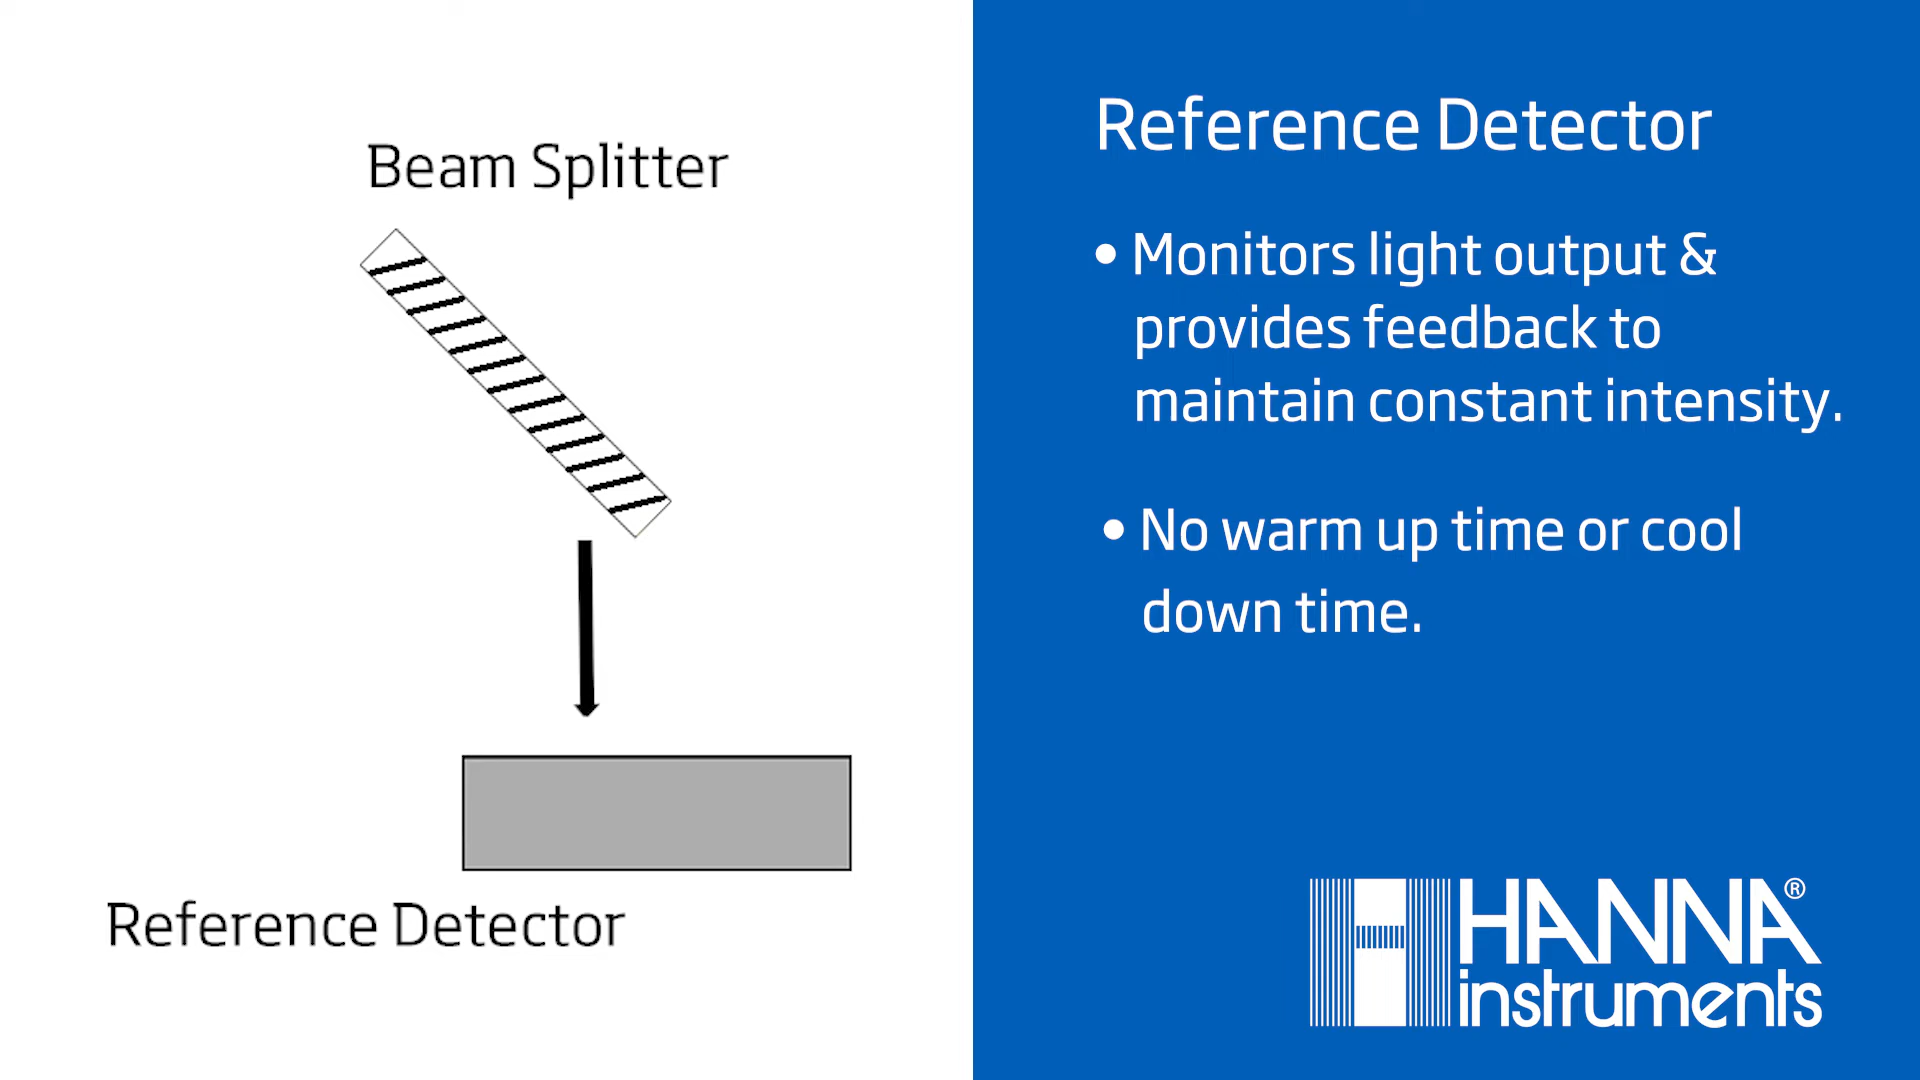 Beam Splitter
Reference Detector
Reference Detector
• Monitors light output &
provides feedback to
maintain constant intensity.
• No warm up time or cool
down time.
HANNA®
instruments